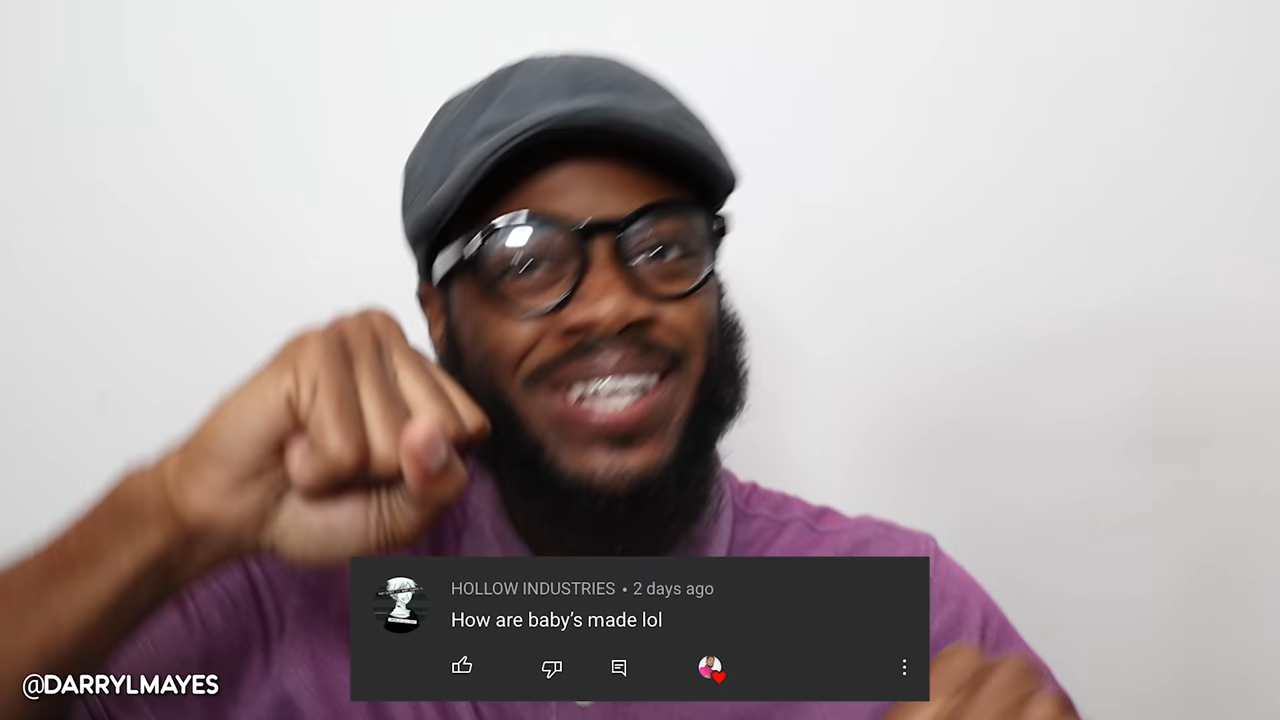 HOLLOW INDUSTRIES • 2 days ago
How are baby’s made lol
@DARRYLMAYES